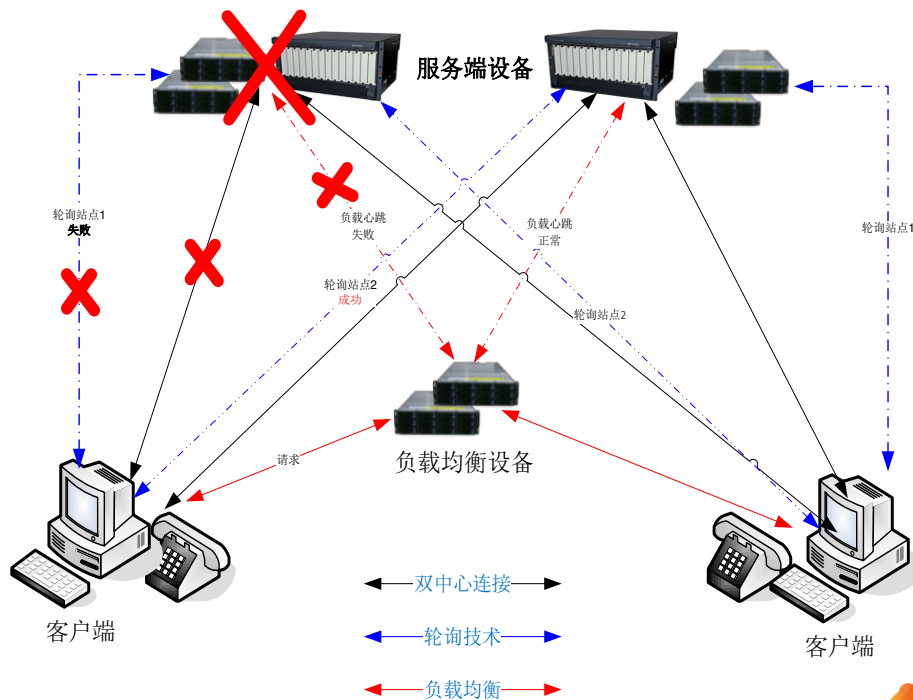 服务端设备
轮询站点1
失败
负载心跳
失败
负载心跳
正常
轮询站点1
轮询站点2
成功
轮询站点2
请求
负载均衡设备
客户端
客户端
双中心连接
轮询技术
负载均衡